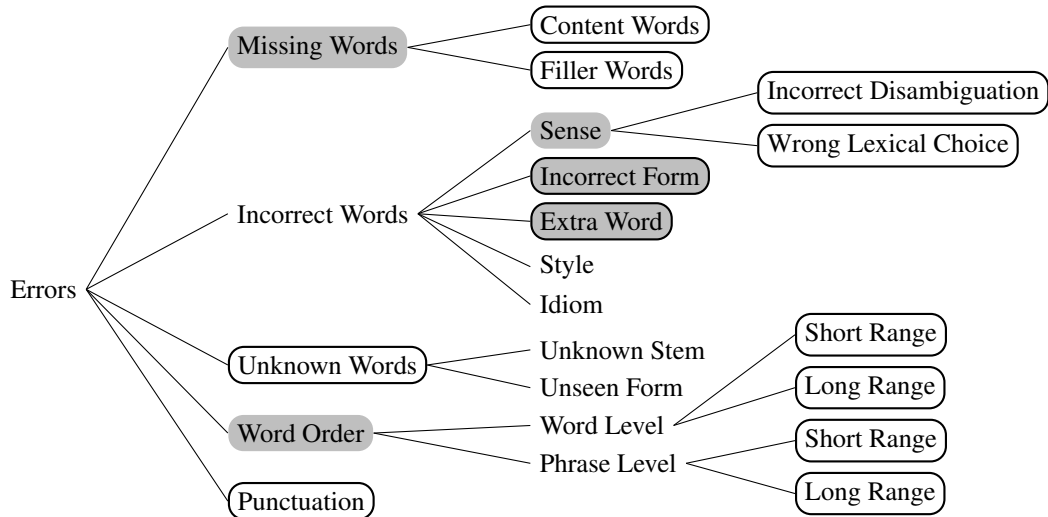 Errors
Missing Words
Content Words
Filler Words
Incorrect Words
Sense
Incorrect Disambiguation
Wrong Lexical Choice
Incorrect Form
Extra Word
Style
Idiom
Unknown Words
Unknown Stem
Unseen Form
Word Order
Word Level
Short Range
Long Range
Phrase Level
Short Range
Long Range
Punctuation